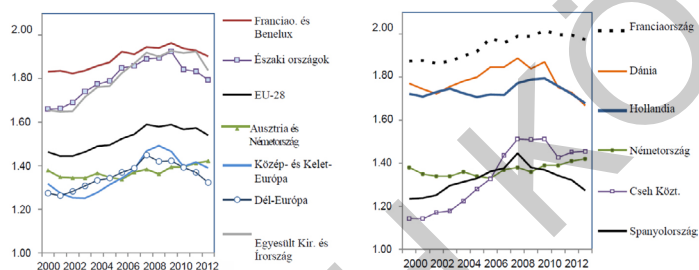 2.00
1.80
1.60
1.40
1.20
1.00
2000 2002 2004 2006 2008 2010 2012
Franciao. és
Benelux
Északi országok
EU-28
Ausztria és
Németország
Közép- és Kelet-
Európa
Dél-Európa
Egyesült Kir. és
Írország
2.00
1.80
1.60
1.40
1.20
1.00
2000 2002 2004 2006 2008 2010 2012
Franciaország
Dánia
Hollandia
Németország
Cseh Közt.
Spanyolország